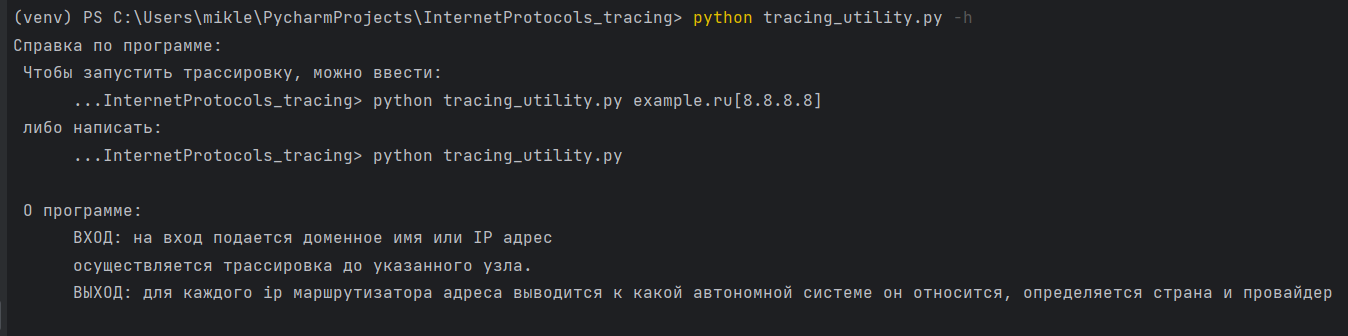 (venv) PS C:\Users\mikle\PycharmProjects\InternetProtocols_tracing> python tracing_utility.py -h
Справка по программе:
Чтобы запустить трассировку, можно ввести:
...InternetProtocols_tracing> python tracing_utility.py example.ru[8.8.8.8]
либо написать:
...InternetProtocols_tracing> python tracing_utility.py
О программе:
ВХОД: на вход подается доменное имя или IP адрес
осуществляется трассировка до указанного узла.
ВЫХОД: для каждого ip маршрутизатора адреса выводится к какой автономной системе он относится, определяется страна и провайдер